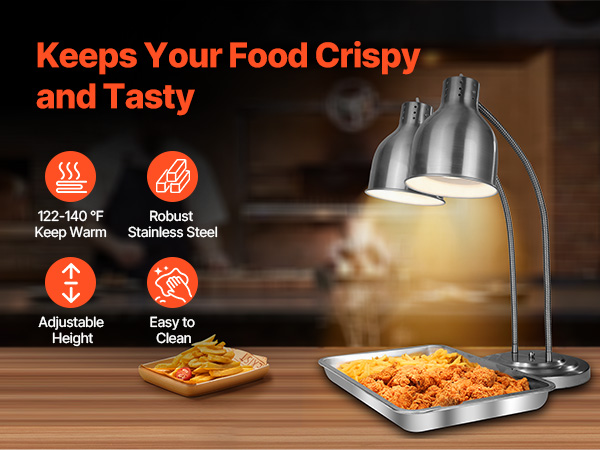 Keeps Your Food Crispy
and Tasty
122-140 °F
Keep Warm
Robust
Stainless Steel
Adjustable
Height
Easy to
Clean